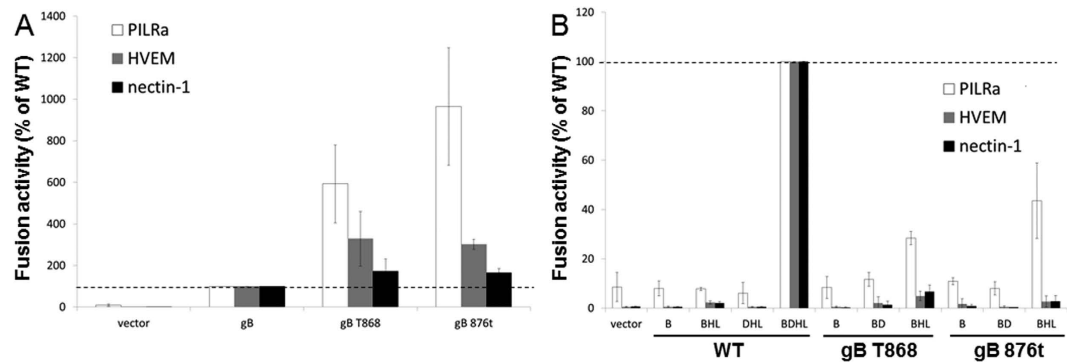 A
Fusion activity (% of WT)
1400
1200
1000
800
600
400
200
0
PILRa
HVEM
nectin-1
vector gB gB T868 gB 876t
B
Fusion activity (% of WT)
120
100
80
60
40
20
0
PILRa
HVEM
nectin-1
vector B BHL DHL BDHL B BD BHL B BD BHL
WT gB T868 gB 876t